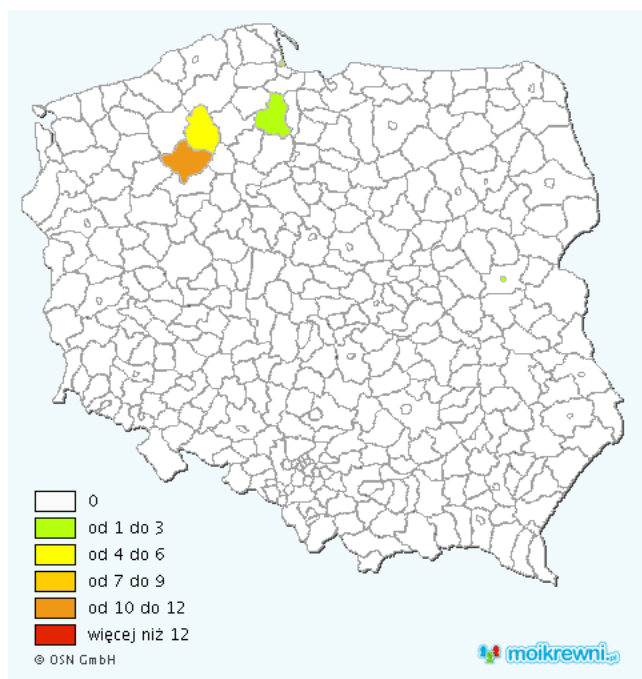 0
od 1 do 3
od 4 do 6
od 7 do 9
od 10 do 12
więcej niż 12
© OSN GmbH
moikrewni.pl